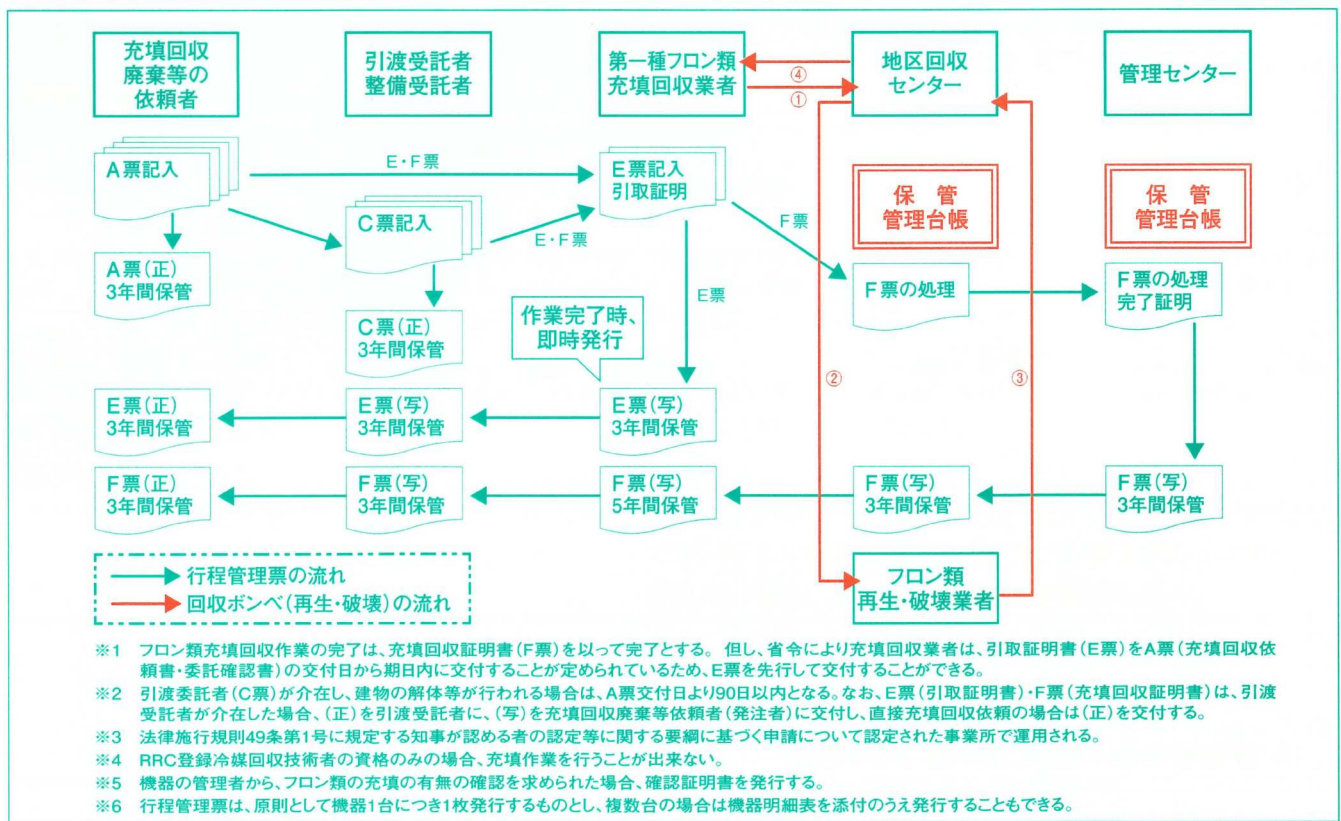 充填回収
廃棄等の
依頼者
引渡受託者
整備受託者
第一種フロン類
充填回収業者
④
①
地区回収
センター
管理センター
A票記入
E・F票
E票記入
引取証明
C票記入
E・F票
F票
保 管
管理台帳
保 管
管理台帳
A票(正)
3年間保管
C票(正)
3年間保管
E票
作業完了時、
即時発行
F票の処理
F票の処理
完了証明
②
③
E票(正)
3年間保管
E票(写)
3年間保管
E票(写)
3年間保管
F票(正)
3年間保管
F票(写)
3年間保管
F票(写)
5年間保管
F票(写)
3年間保管
F票(写)
3年間保管
行程管理票の流れ
回収ボンベ(再生・破壊)の流れ
フロン類
再生・破壊業者
※1 フロン類充填回収作業の完了は、充填回収証明書(F票)を以って完了とする。但し、省令により充填回収業者は、引取証明書(E票)をA票(充填回収依
頼書・委託確認書)の交付日から期日内に交付することが定められているため、E票を先行して交付することができる。
※2 引渡委託者(C票)が介在し、建物の解体等が行われる場合は、A票交付日より90日以内となる。なお、E票(引取証明書)・F票(充填回収証明書)は、引渡
受託者が介在した場合、(正)を引渡受託者に、(写)を充填回収廃棄等依頼者(発注者)に交付し、直接充填回収依頼の場合は(正)を交付する。
※3 法律施行規則49条第1号に規定する知事が認める者の認定等に関する要綱に基づく申請について認定された事業所で運用される。
※4 RRC登録冷媒回収技術者の資格のみの場合、充填作業を行うことが出来ない。
※5 機器の管理者から、フロン類の充填の有無の確認を求められた場合、確認証明書を発行する。
※6 行程管理票は、原則として機器1台につき1枚発行するものとし、複数台の場合は機器明細表を添付のうえ発行することもできる。